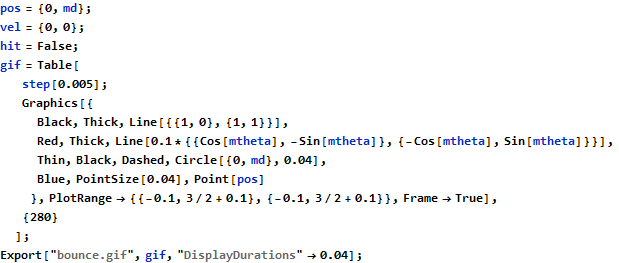 pos = {0, md};
vel = {0, 0};
hit = False;
gif = Table[
step[0.005];
Graphics[{
Black, Thick, Line[{{1, 0}, {1, 1}}],
Red, Thick, Line[0.1*{{Cos[mtheta], -Sin[mtheta]}, {-Cos[mtheta], Sin[mtheta]}}],
Thin, Black, Dashed, Circle[{0, md}, 0.04],
Blue, PointSize[0.04], Point[pos]
}, PlotRange → {{-0.1, 3/2 + 0.1}, {-0.1, 3/2 + 0.1}}, Frame → True],
{280}
];
Export["bounce.gif", gif, "DisplayDurations" → 0.04];